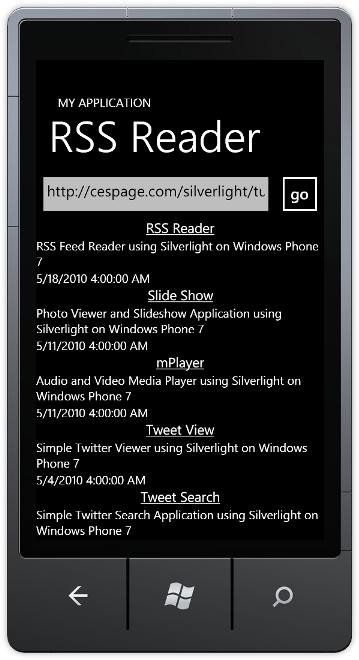 MY APPLICATION
RSS Reader
http://cespage.com/silverlight/tu
go
RSS Reader
RSS Feed Reader using Silverlight on Windows Phone
7
5/18/2010 4:00:00 AM
Slide Show
Photo Viewer and Slideshow Application using
Silverlight on Windows Phone 7
5/11/2010 4:00:00 AM
mPlayer
Audio and Video Media Player using Silverlight on
Windows Phone 7
5/11/2010 4:00:00 AM
Tweet View
Simple Twitter Viewer using Silverlight on Windows
Phone 7
5/4/2010 4:00:00 AM
Tweet Search
Simple Twitter Search Application using Silverlight on
Windows Phone 7